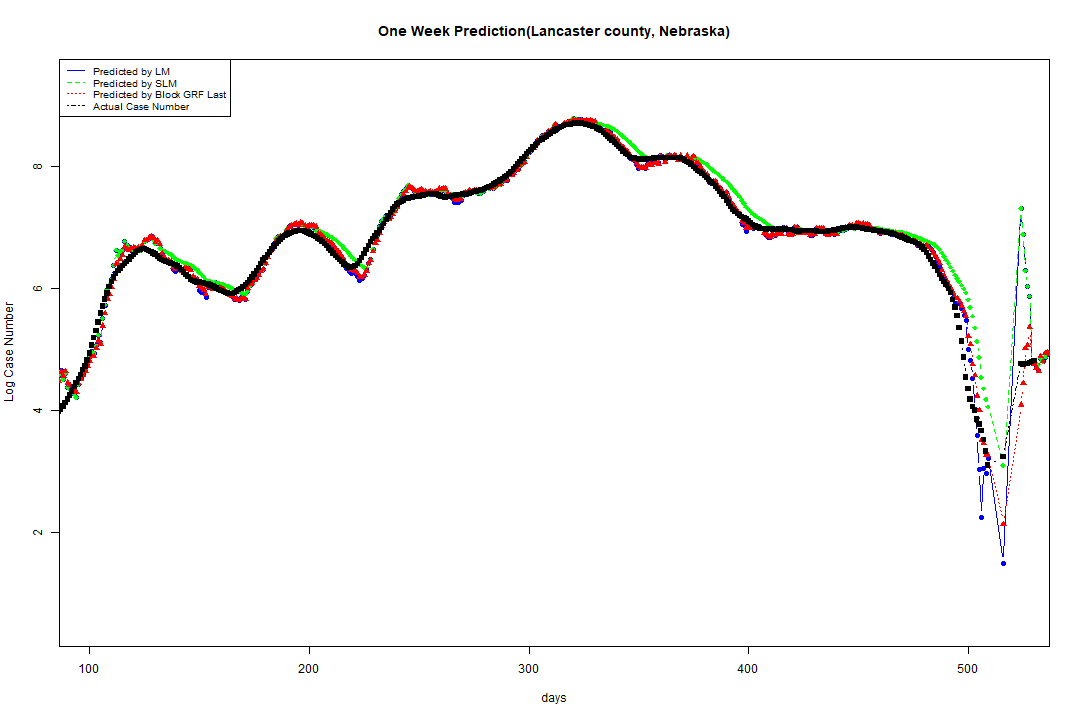 One Week Prediction(Lancaster county, Nebraska)
Predicted by LM
Predicted by SLM
Predicted by Block GRF Last
Actual Case Number
Log Case Number
8
6
4
2
100
200
300
400
500
days